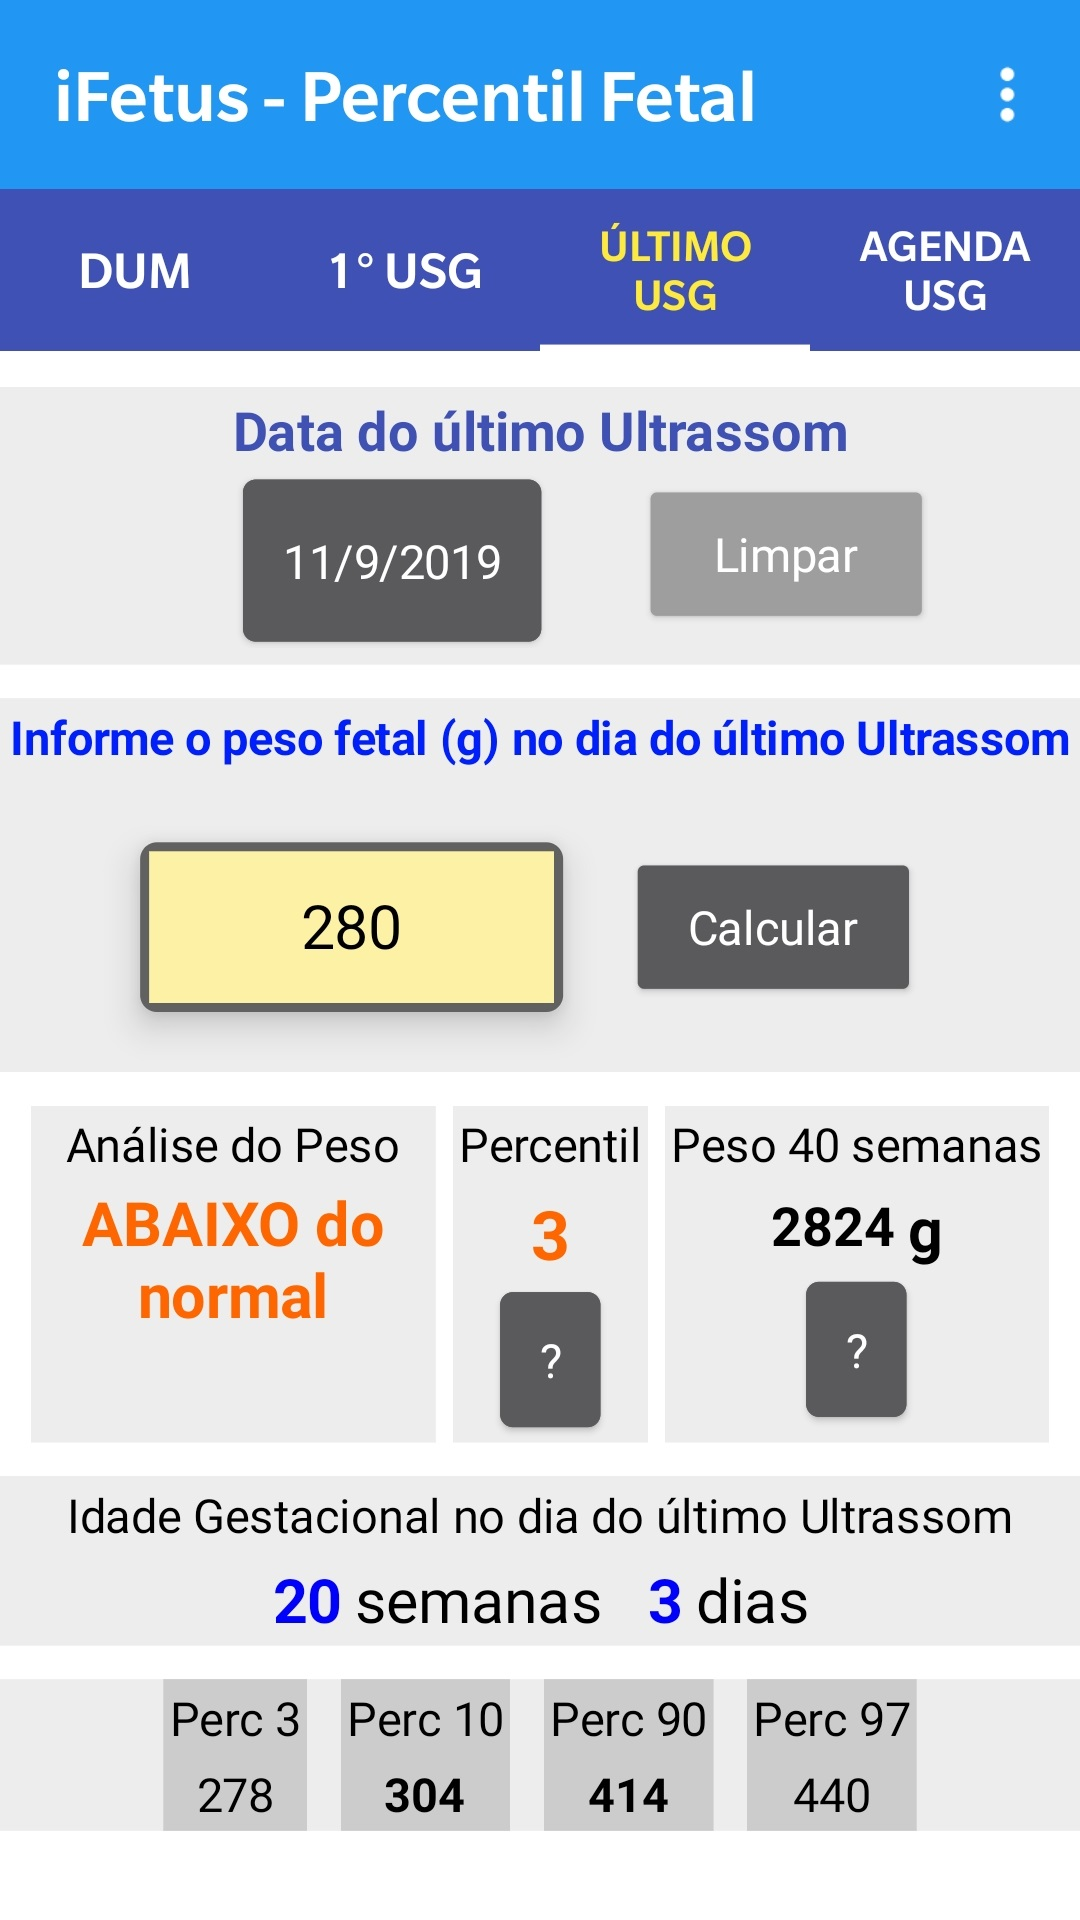 iFetus - Percentil Fetal
DUM
1° USG
ÚLTIMO
USG
AGENDA
USG
Data do último Ultrassom
11/9/2019
Limpar
Informe o peso fetal (g) no dia do último Ultrassom
280
Calcular
Análise do Peso
ABAIXO do
normal
Percentil
3
?
Peso 40 semanas
2824 g
?
Idade Gestacional no dia do último Ultrassom
20 semanas 3 dias
Perc 3
278
Perc 10
304
Perc 90
414
Perc 97
440